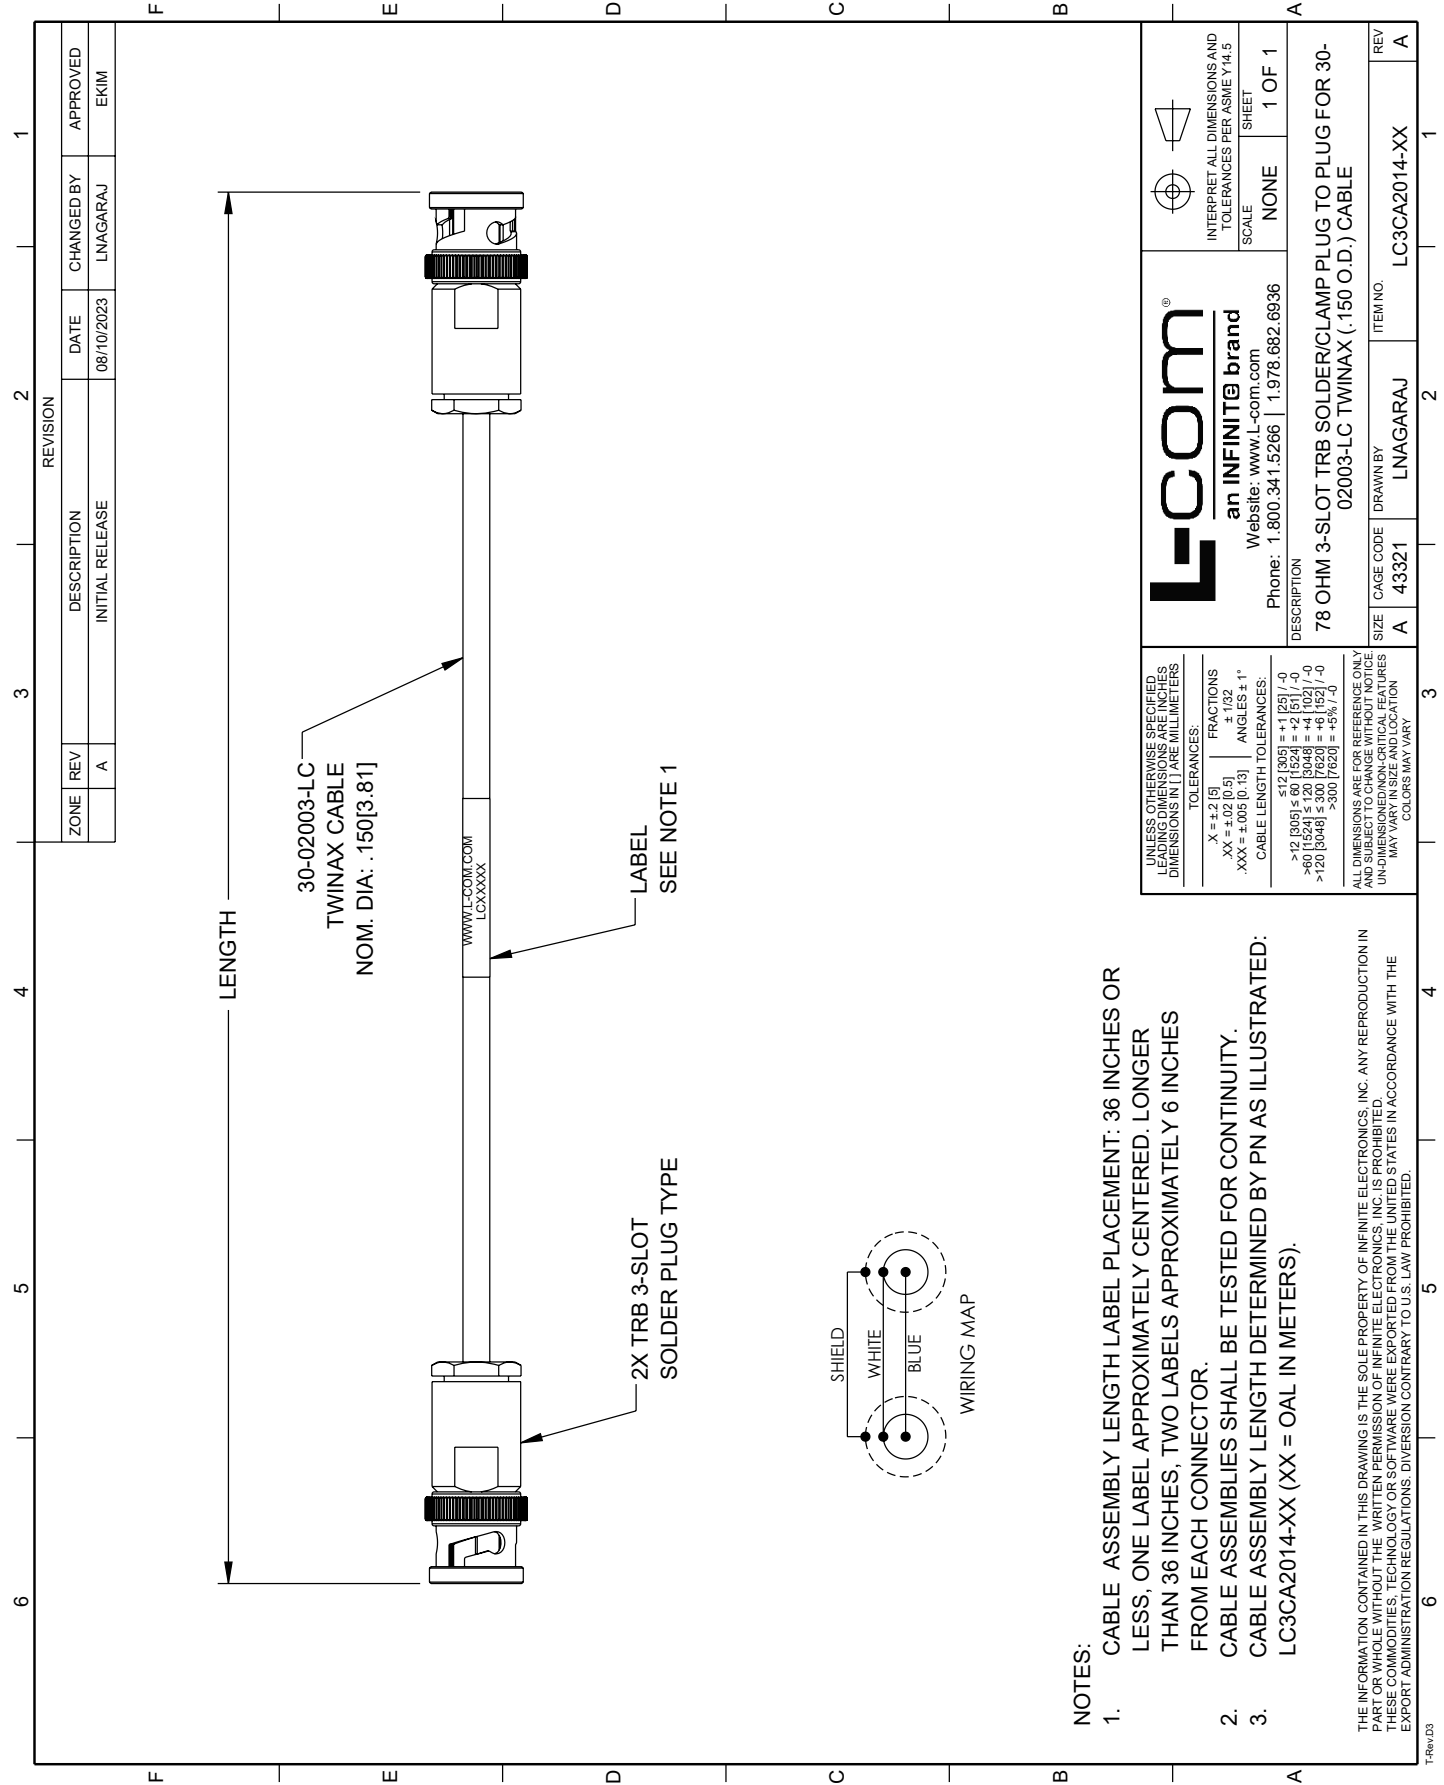 6
5
4
3
2
1
F
E
D
C
B
A
REVISION
ZONE REV DESCRIPTION DATE CHANGED BY APPROVED
A INITIAL RELEASE 08/10/2023 LNAGARAJ EKIM
LENGTH
30-02003-LC
TWINAX CABLE
NOM. DIA: .150[3.81]
WWW.L-COM.COM
LCXXXXX
LABEL
SEE NOTE 1
2X TRB 3-SLOT
SOLDER PLUG TYPE
SHIELD
WHITE
BLUE
WIRING MAP
NOTES:
1. CABLE ASSEMBLY LENGTH LABEL PLACEMENT: 36 INCHES OR
LESS, ONE LABEL APPROXIMATELY CENTERED. LONGER
THAN 36 INCHES, TWO LABELS APPROXIMATELY 6 INCHES
FROM EACH CONNECTOR.
2. CABLE ASSEMBLIES SHALL BE TESTED FOR CONTINUITY.
3. CABLE ASSEMBLY LENGTH DETERMINED BY PN AS ILLUSTRATED:
LC3CA2014-XX (XX = OAL IN METERS).
THE INFORMATION CONTAINED IN THIS DRAWING IS THE SOLE PROPERTY OF INFINITE ELECTRONICS, INC. ANY REPRODUCTION IN
PART OR WHOLE WITHOUT THE WRITTEN PERMISSION OF INFINITE ELECTRONICS, INC. IS PROHIBITED.
THESE COMMODITIES, TECHNOLOGY OR SOFTWARE WERE EXPORTED FROM THE UNITED STATES IN ACCORDANCE WITH THE
EXPORT ADMINISTRATION REGULATIONS. DIVERSION CONTRARY TO U.S. LAW PROHIBITED.
UNLESS OTHERWISE SPECIFIED
LEADING DIMENSIONS ARE INCHES
DIMENSIONS IN [ ] ARE MILLIMETERS
TOLERANCES:
.X = ±.2 [5] FRACTIONS
.XX = ±.02 [0.5] ± 1/32
.XXX = ±.005 [0.13] ANGLES ± 1°
CABLE LENGTH TOLERANCES:
≤12 [305] = +1 [25] / -0
>12 [305] ≤ 60 [1524] = +2 [51] / -0
>60 [1524] ≤ 120 [3048] = +4 [102] / -0
>120 [3048] ≤ 300 [7620] = +6 [152] / -0
>300 [7620] = +5% / -0
ALL DIMENSIONS ARE FOR REFERENCE ONLY
AND SUBJECT TO CHANGE WITHOUT NOTICE.
UN-DIMENSIONED/NON-CRITICAL FEATURES
MAY VARY IN SIZE AND LOCATION
COLORS MAY VARY
L-com®
an INFINITE brand
Website: www.L-com.com
Phone: 1.800.341.5266 | 1.978.682.6936
INTERPRET ALL DIMENSIONS AND
TOLERANCES PER ASME Y14.5
SCALE NONE
SHEET 1 OF 1
DESCRIPTION
78 OHM 3-SLOT TRB SOLDER/CLAMP PLUG TO PLUG FOR 30-
02003-LC TWINAX (.150 O.D.) CABLE
SIZE CAGE CODE DRAWN BY ITEM NO. REV
A 43321 LNAGARAJ LC3CA2014-XX A
F
E
D
C
B
A
T-Rev.D3
6
5
4
3
2
1